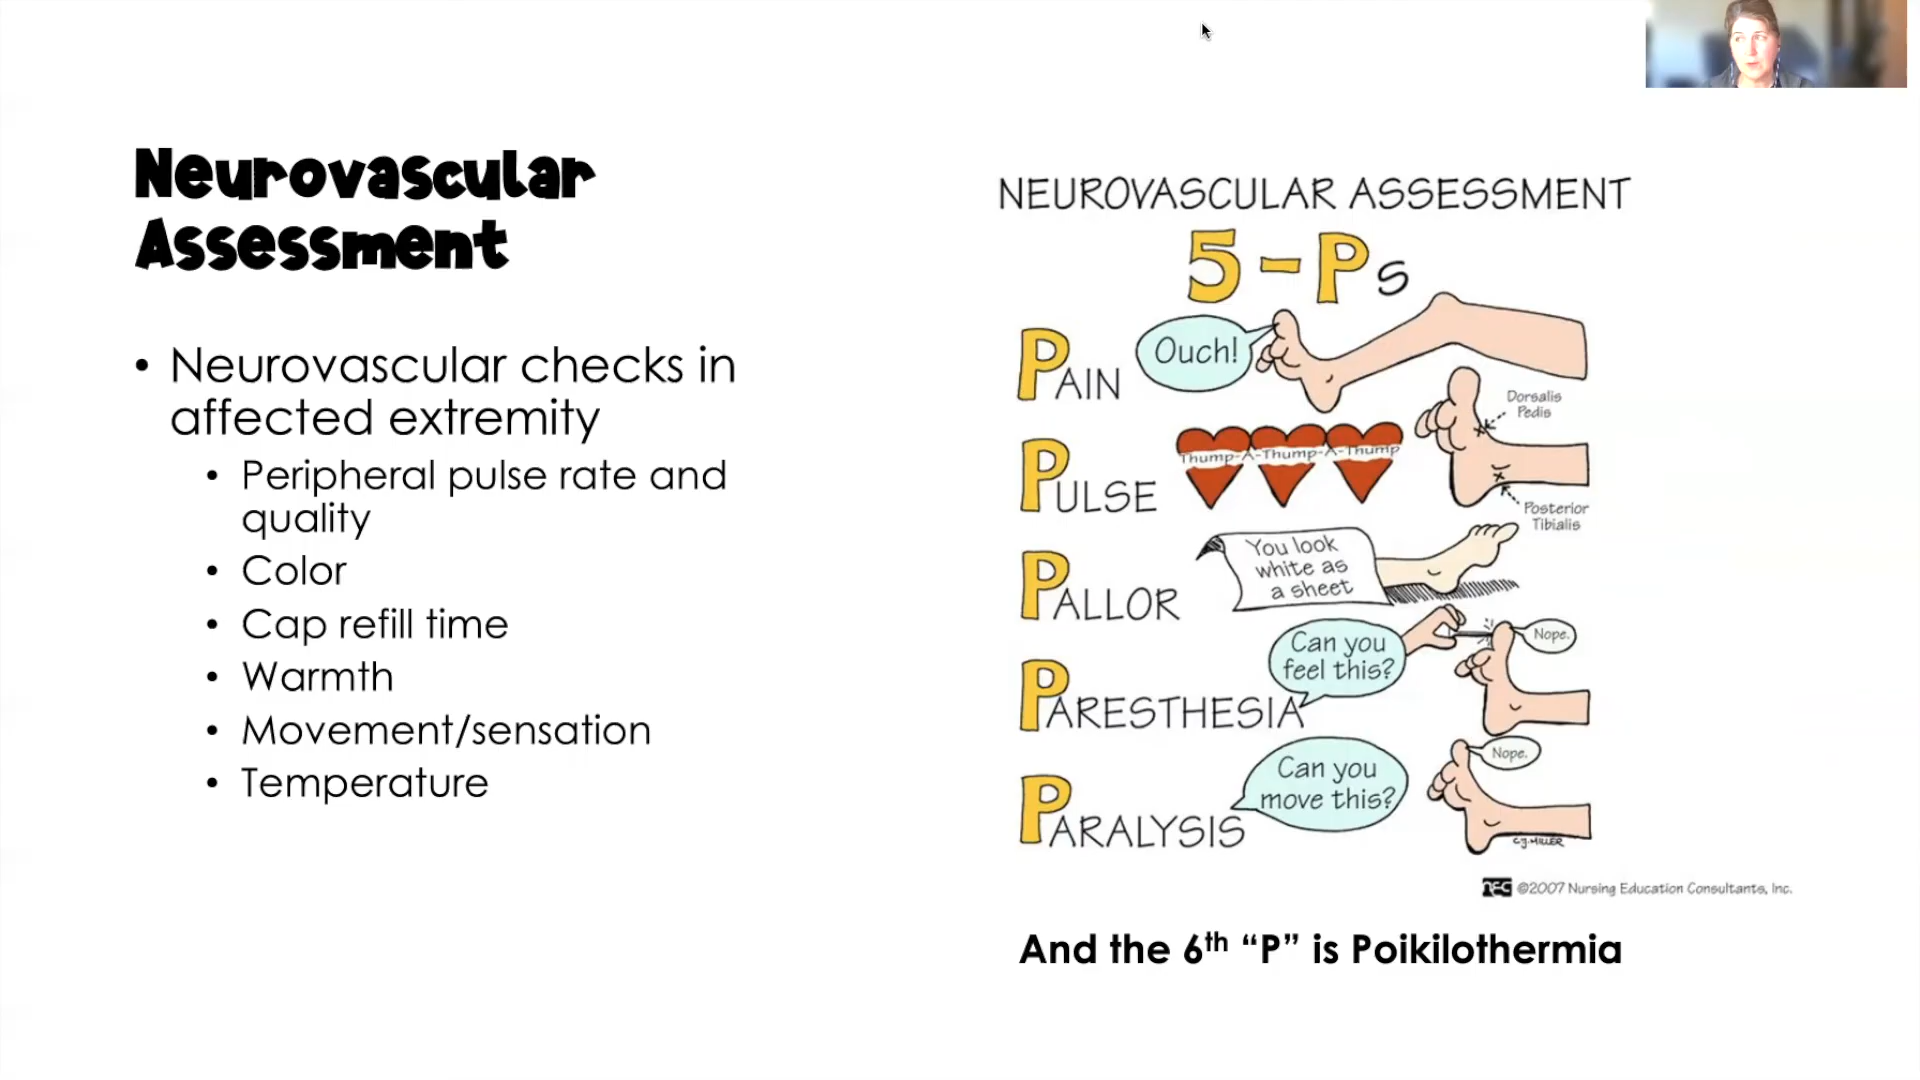 Neurovascular
Assessment
• Neurovascular checks in
affected extremity
• Peripheral pulse rate and
quality
• Color
• Cap refill time
• Warmth
• Movement/sensation
• Temperature
NEUROVASCULAR ASSESSMENT
5-Ps
PAIN
Ouch!
Dorsalis
Pedis
PULSE
Thump-A-Thump-A-Thump
Posterior
Tibialis
PALLOR
You look
white as
a sheet
PARESTHESIA
Can you
feel this?
Nope.
PARALYSIS
Can you
move this?
Nope.
C.J. MILLER
nec ©2007 Nursing Education Consultants, Inc.
And the 6th “P” is Poikilothermia